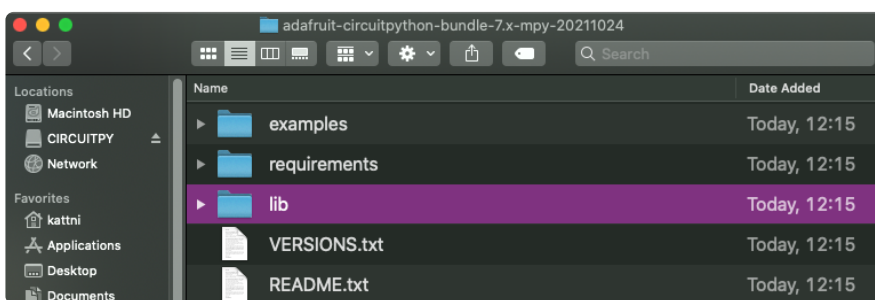 adafruit-circuitpython-bundle-7.x-mpy-20211024
Search
Locations
Macintosh HD
CIRCUITPY
Network
Favorites
kattni
Applications
Desktop
Documents
Name Date Added
examples Today, 12:15
requirements Today, 12:15
lib Today, 12:15
VERSIONS.txt Today, 12:15
README.txt Today, 12:15